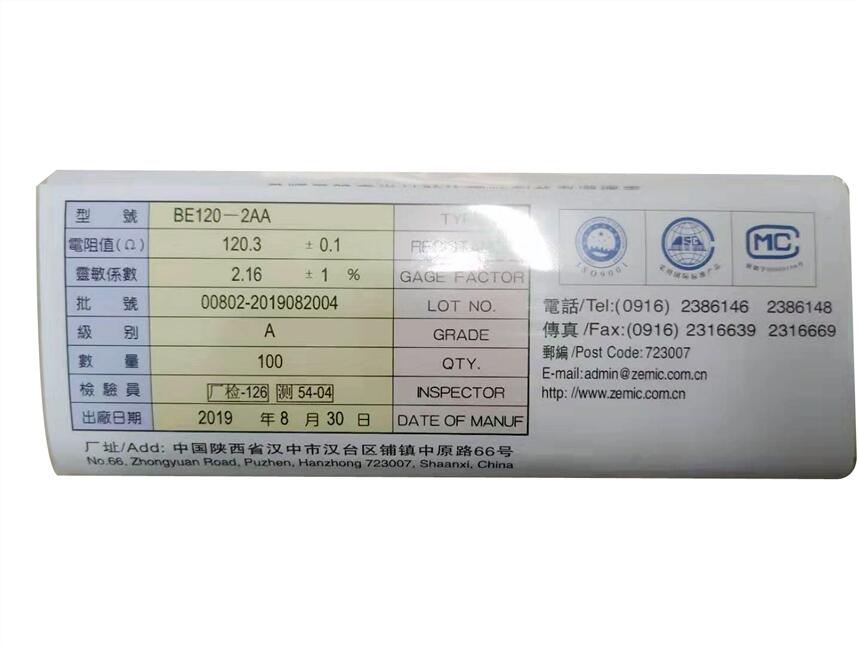 型 號 BE120-2AA TYPE
電阻值(Ω) 120.3 ±0.1
靈敏係數 2.16 ±1 % GAGE FACTOR
批 號 00802-2019082004 LOT NO.
級 別 A GRADE
數 量 100 QTY.
檢驗員 厂检-126 测 54-04 INSPECTOR
出廠日期 2019 年 8 月 30 日 DATE OF MANUF
厂址/Add: 中国陕西省汉中市汉台区铺镇中原路66号
No.66, Zhongyuan Road, Puzhen, Hanzhong 723007, Shaanxi, China
ISO9001
MC
電話/Tel:(0916) 2386146 2386148
傳真/Fax:(0916) 2316639 2316669
郵編/Post Code: 723007
E-mail:admin@zemic.com.cn
http: //www.zemic.com.cn